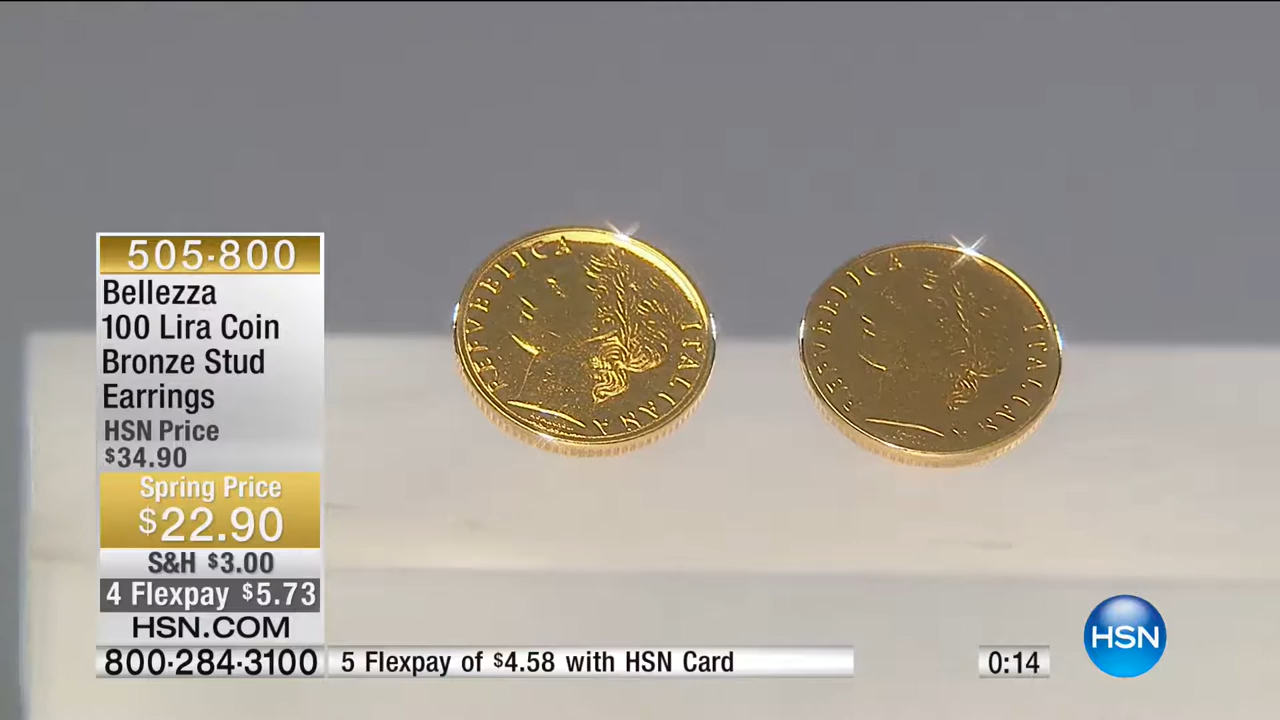 REPVBBLICA ITALIANA
REPVBBLICA ITALIANA
505·800
Bellezza
100 Lira Coin
Bronze Stud
Earrings
HSN Price
$34.90
Spring Price
$22.90
S&H $3.00
4 Flexpay $5.73
HSN.COM
800·284·3100
5 Flexpay of $4.58 with HSN Card
0:14
HSN